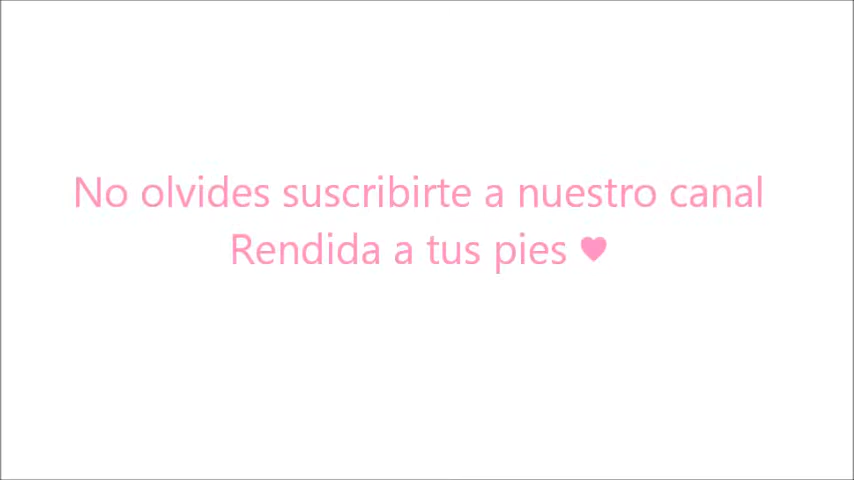 No olvides suscribirte a nuestro canal
Rendida a tus pies ♥